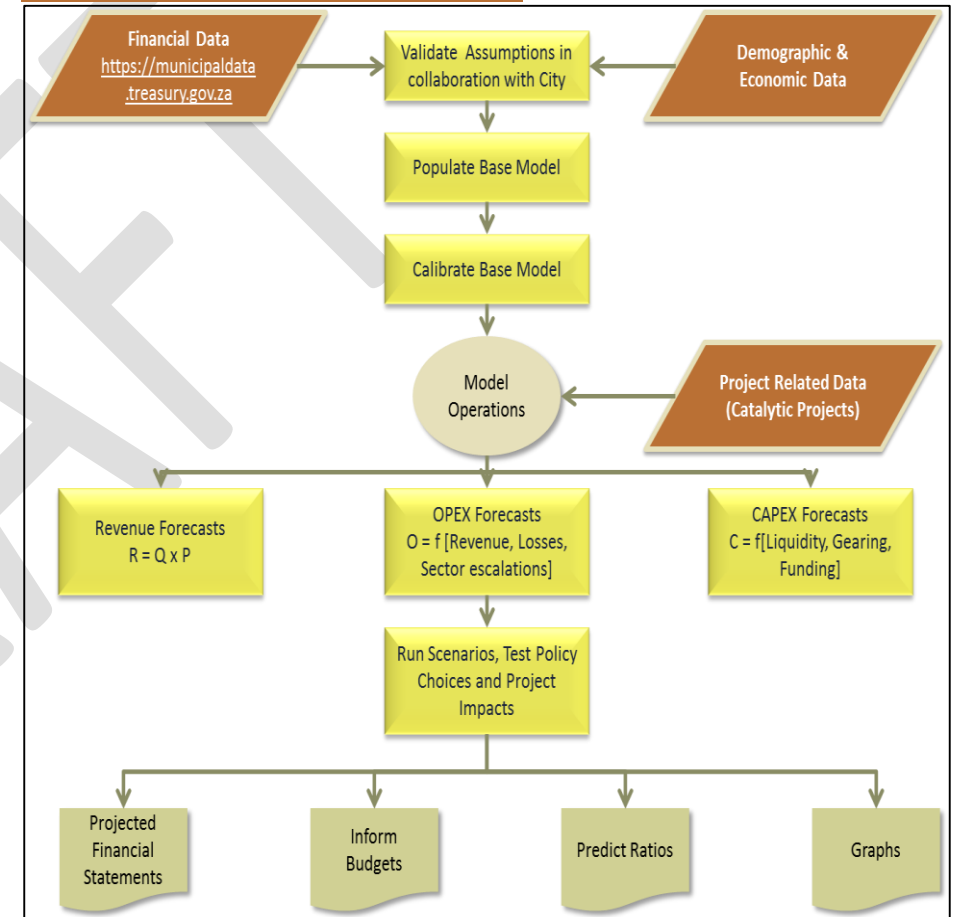 Financial Data
https://municipaldata
.treasury.gov.za
Validate Assumptions in
collaboration with City
Demographic &
Economic Data
Populate Base Model
Calibrate Base Model
Model
Operations
Project Related Data
(Catalytic Projects)
Revenue Forecasts
R = Q x P
OPEX Forecasts
O = f [Revenue, Losses,
Sector escalations]
CAPEX Forecasts
C = f[Liquidity, Gearing,
Funding]
Run Scenarios, Test Policy
Choices and Project
Impacts
Projected
Financial
Statements
Inform
Budgets
Predict Ratios
Graphs